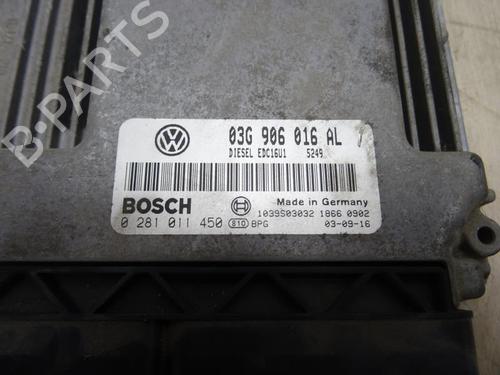 03G 906 016 AL
DIESEL EDC16U1 5249
BOSCH
Made in Germany
1039S03032 1866 0902
0 281 011 450 810 BPG 03-09-16
B-PARTS